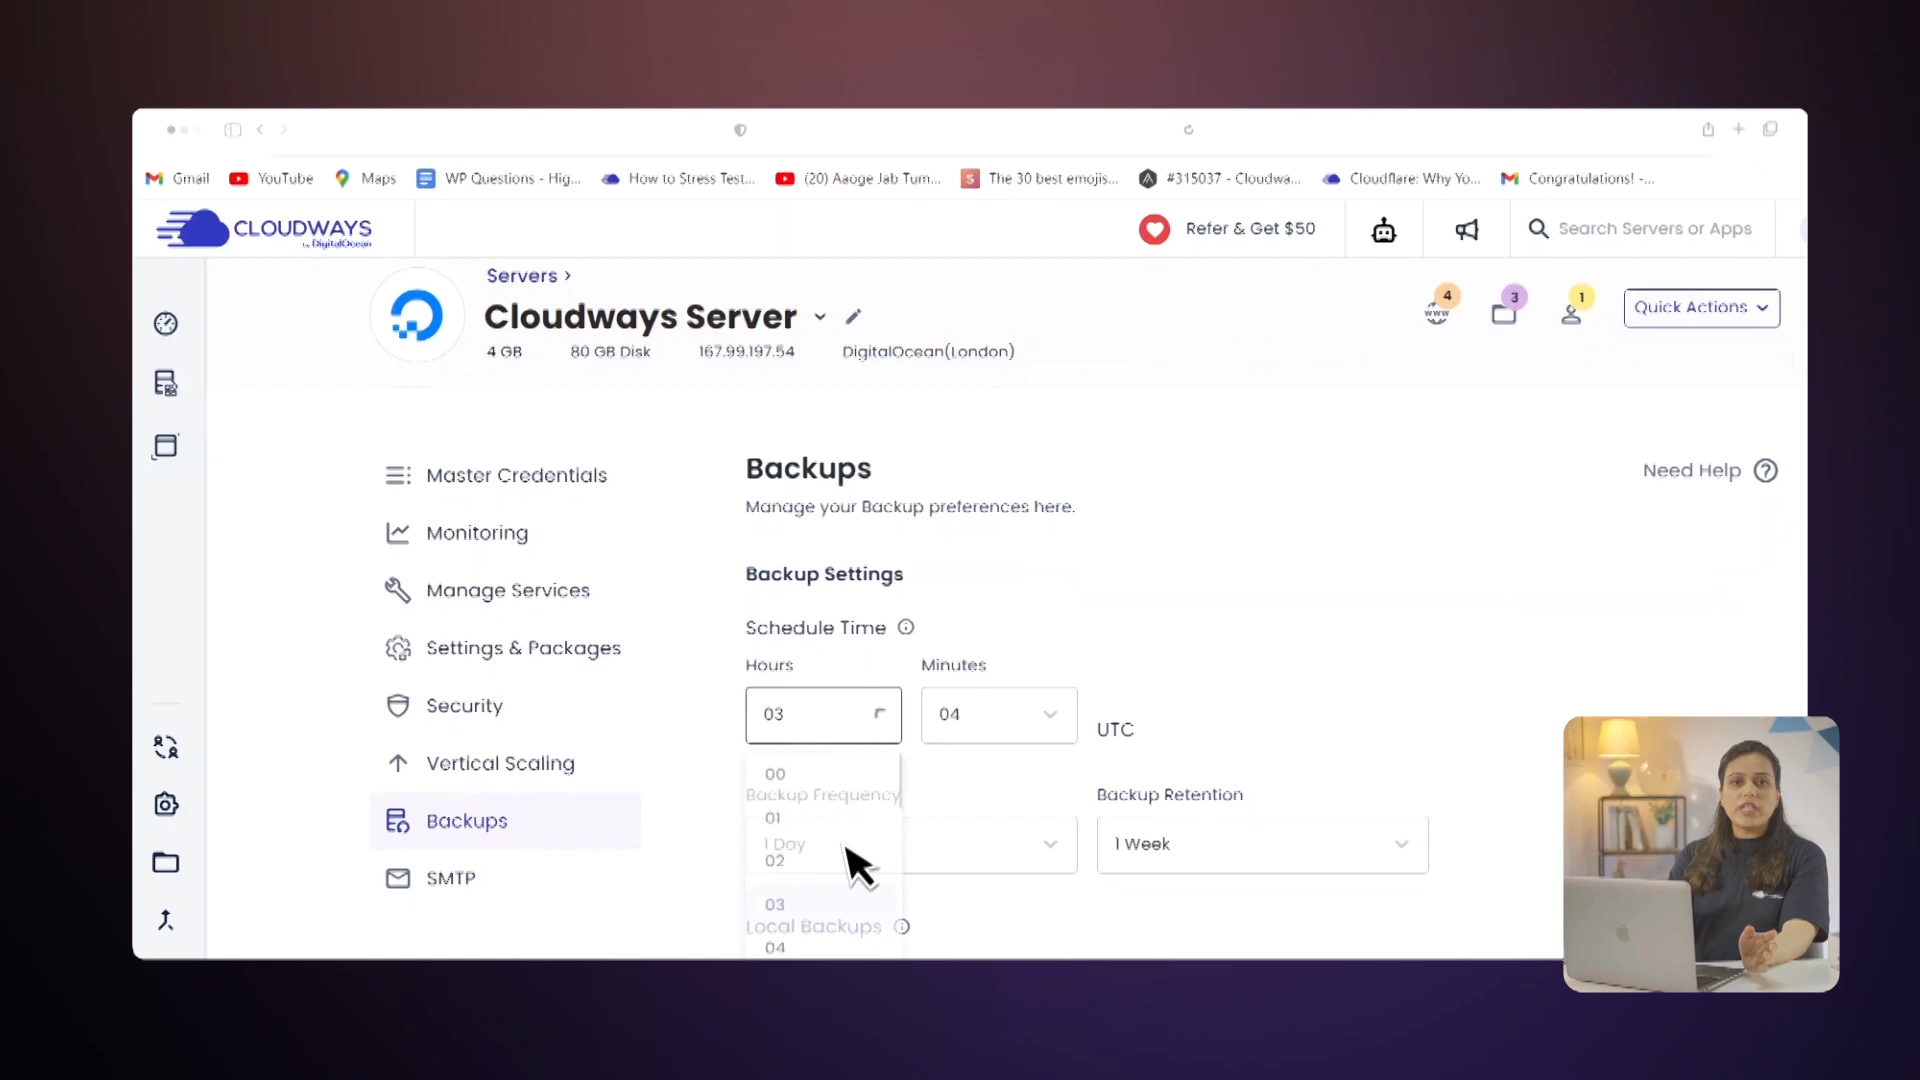 Gmail
YouTube
Maps
WP Questions - Hig...
How to Stress Test...
(20) Aaoge Jab Tum...
S
The 30 best emojis...
#315037 - Cloudwa...
Cloudflare: Why Yo...
Congratulations! -...
CLOUDWAYS
by DigitalOcean
Refer & Get $50
Search Servers or Apps
Servers >
Cloudways Server
4 GB
80 GB Disk
167.99.197.54
DigitalOcean(London)
www
4
3
1
Quick Actions
Master Credentials
Monitoring
Manage Services
Settings & Packages
Security
Vertical Scaling
Backups
SMTP
Backups
Need Help
Manage your Backup preferences here.
Backup Settings
Schedule Time
Hours
Minutes
03
04
UTC
00
Backup Frequency
Backup Retention
01
1 Day
1 Week
02
03
Local Backups
04